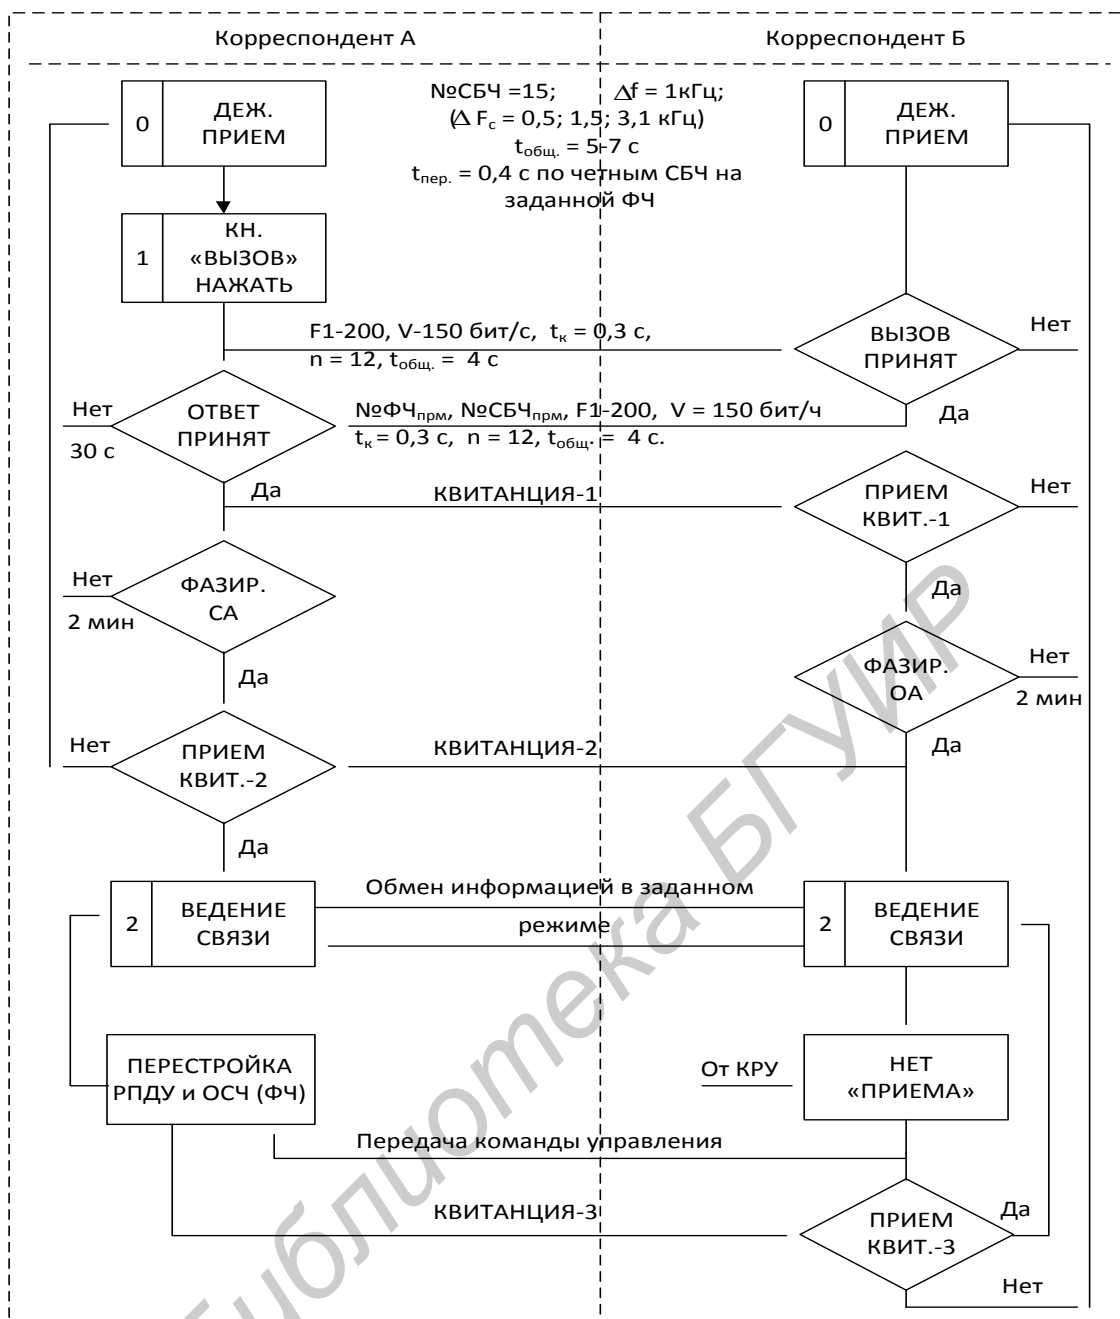 Корреспондент А
Корреспондент Б
№СБЧ =15; Δf = 1кГц;
(Δ Fс = 0,5; 1,5; 3,1 кГц)
tобщ. = 5-7 с
tпер. = 0,4 с по четным СБЧ на
заданной ФЧ
0
ДЕЖ.
ПРИЕМ
0
ДЕЖ.
ПРИЕМ
1
КН.
«ВЫЗОВ»
НАЖАТЬ
F1-200, V-150 бит/с, tк = 0,3 с,
n = 12, tобщ. = 4 с
ВЫЗОВ
ПРИНЯТ
Нет
Да
Нет
30 с
ОТВЕТ
ПРИНЯТ
№ФЧпрм, №СБЧпрм, F1-200, V = 150 бит/ч
tк = 0,3 с, n = 12, tобщ. = 4 с.
Да
КВИТАНЦИЯ-1
ПРИЕМ
КВИТ.-1
Нет
Да
Нет
2 мин
ФАЗИР.
СА
Да
ФАЗИР.
ОА
Нет
2 мин
Да
Нет
ПРИЕМ
КВИТ.-2
КВИТАНЦИЯ-2
Да
2
ВЕДЕНИЕ
СВЯЗИ
Обмен информацией в заданном
режиме
2
ВЕДЕНИЕ
СВЯЗИ
ПЕРЕСТРОЙКА
РПДУ и ОСЧ (ФЧ)
От КРУ
НЕТ
«ПРИЕМА»
Передача команды управления
КВИТАНЦИЯ-3
ПРИЕМ
КВИТ.-3
Да
Нет
Библиотека БГУИР